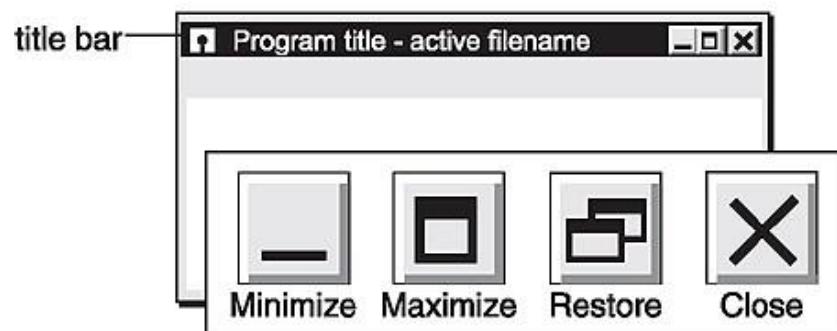 title bar
Program title - active filename
Minimize Maximize Restore Close